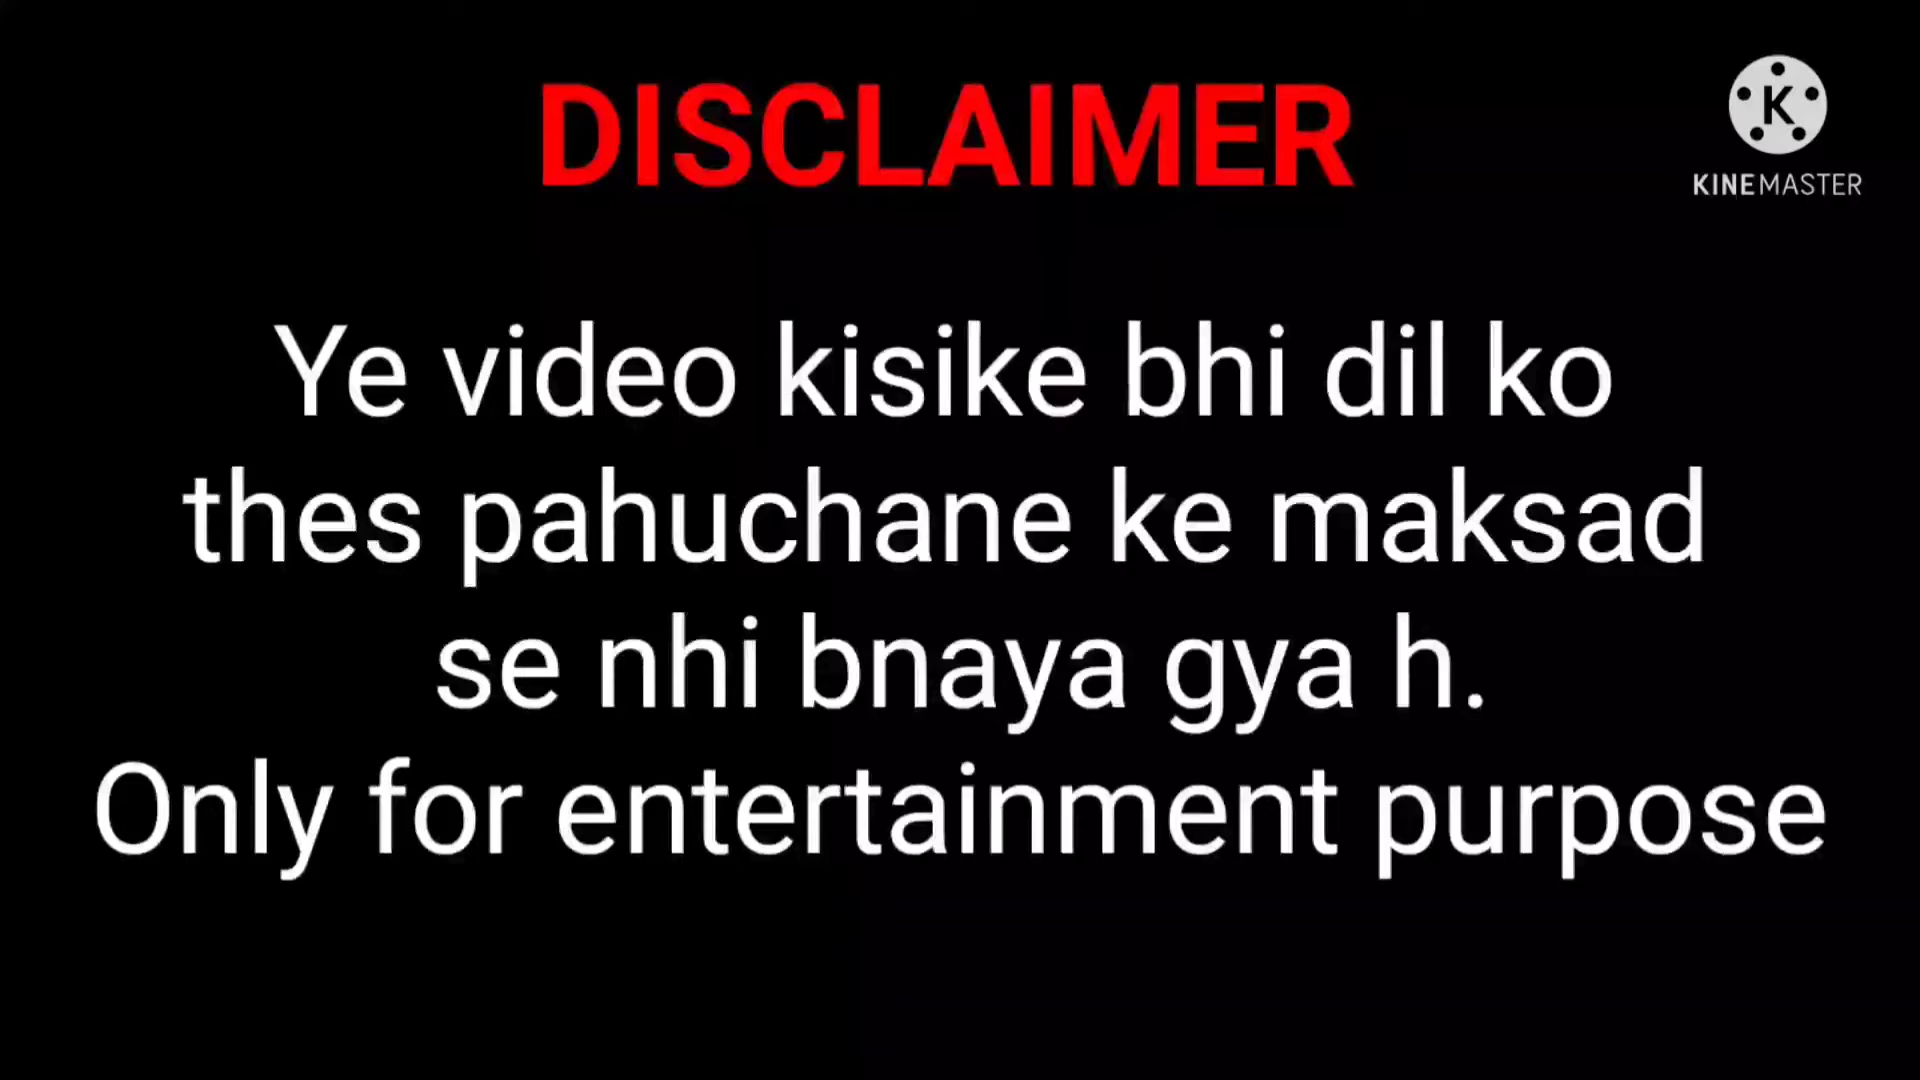 DISCLAIMER
K
KINEMASTER
Ye video kisike bhi dil ko
thes pahuchane ke maksad
se nhi bnaya gya h.
Only for entertainment purpose